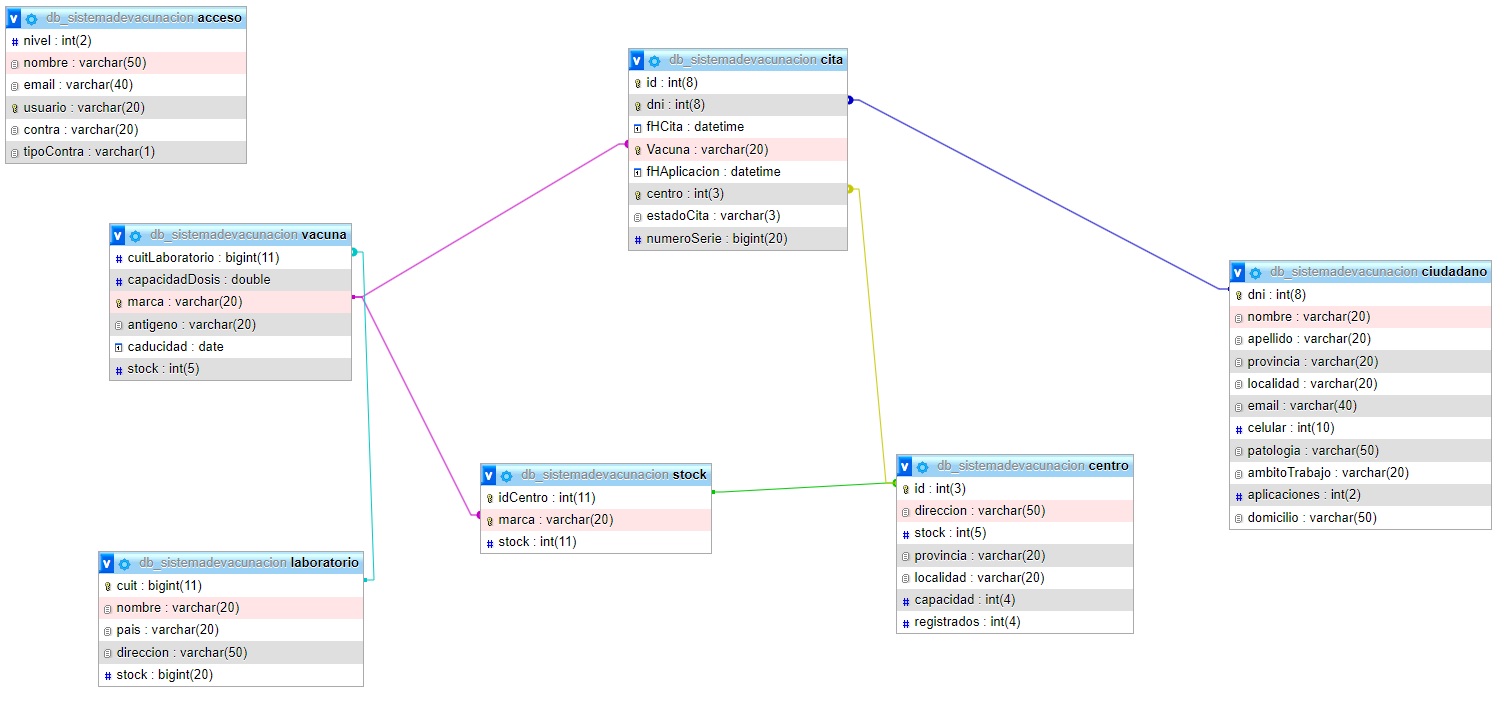 v db_sistemadevacunacion acceso
# nivel : int(2)
nombre : varchar(50)
email : varchar(40)
usuario : varchar(20)
contra : varchar(20)
tipoContra : varchar(1)
v db_sistemadevacunacion cita
id : int(8)
dni : int(8)
fHCita : datetime
Vacuna : varchar(20)
fHAplicacion : datetime
centro : int(3)
estadoCita : varchar(3)
# numeroSerie : bigint(20)
v db_sistemadevacunacion vacuna
# cuitLaboratorio : bigint(11)
# capacidadDosis : double
marca : varchar(20)
antigeno : varchar(20)
caducidad : date
# stock : int(5)
v db_sistemadevacunacion ciudadano
dni : int(8)
nombre : varchar(20)
apellido : varchar(20)
provincia : varchar(20)
localidad : varchar(20)
email : varchar(40)
# celular : int(10)
patologia : varchar(50)
ambitoTrabajo : varchar(20)
# aplicaciones : int(2)
domicilio : varchar(50)
v db_sistemadevacunacion stock
idCentro : int(11)
marca : varchar(20)
# stock : int(11)
v db_sistemadevacunacion centro
id : int(3)
direccion : varchar(50)
# stock : int(5)
provincia : varchar(20)
localidad : varchar(20)
# capacidad : int(4)
# registrados : int(4)
v db_sistemadevacunacion laboratorio
cuit : bigint(11)
nombre : varchar(20)
pais : varchar(20)
direccion : varchar(50)
# stock : bigint(20)